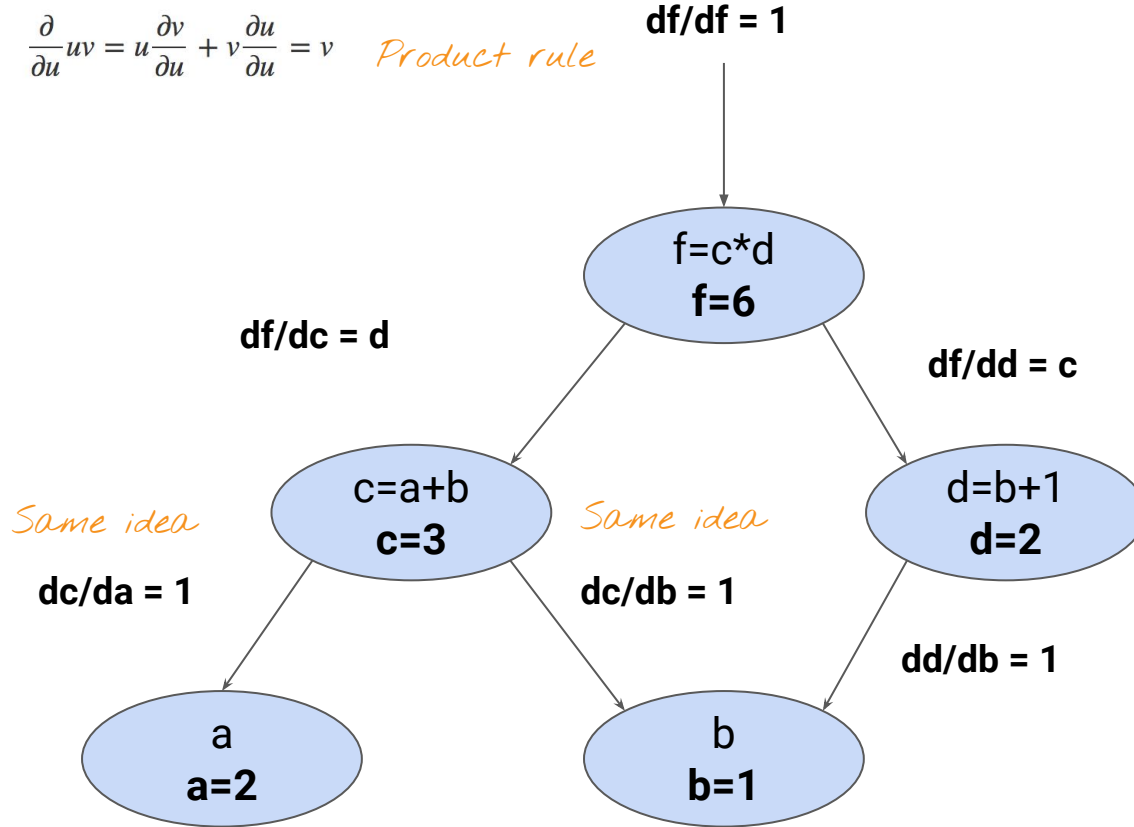 ∂/∂u uv = u ∂v/∂u + v ∂u/∂u = v
Product rule
df/df = 1
f=c*d
f=6
df/dc = d
df/dd = c
c=a+b
c=3
d=b+1
d=2
Same idea
Same idea
dc/da = 1
dc/db = 1
dd/db = 1
a
a=2
b
b=1